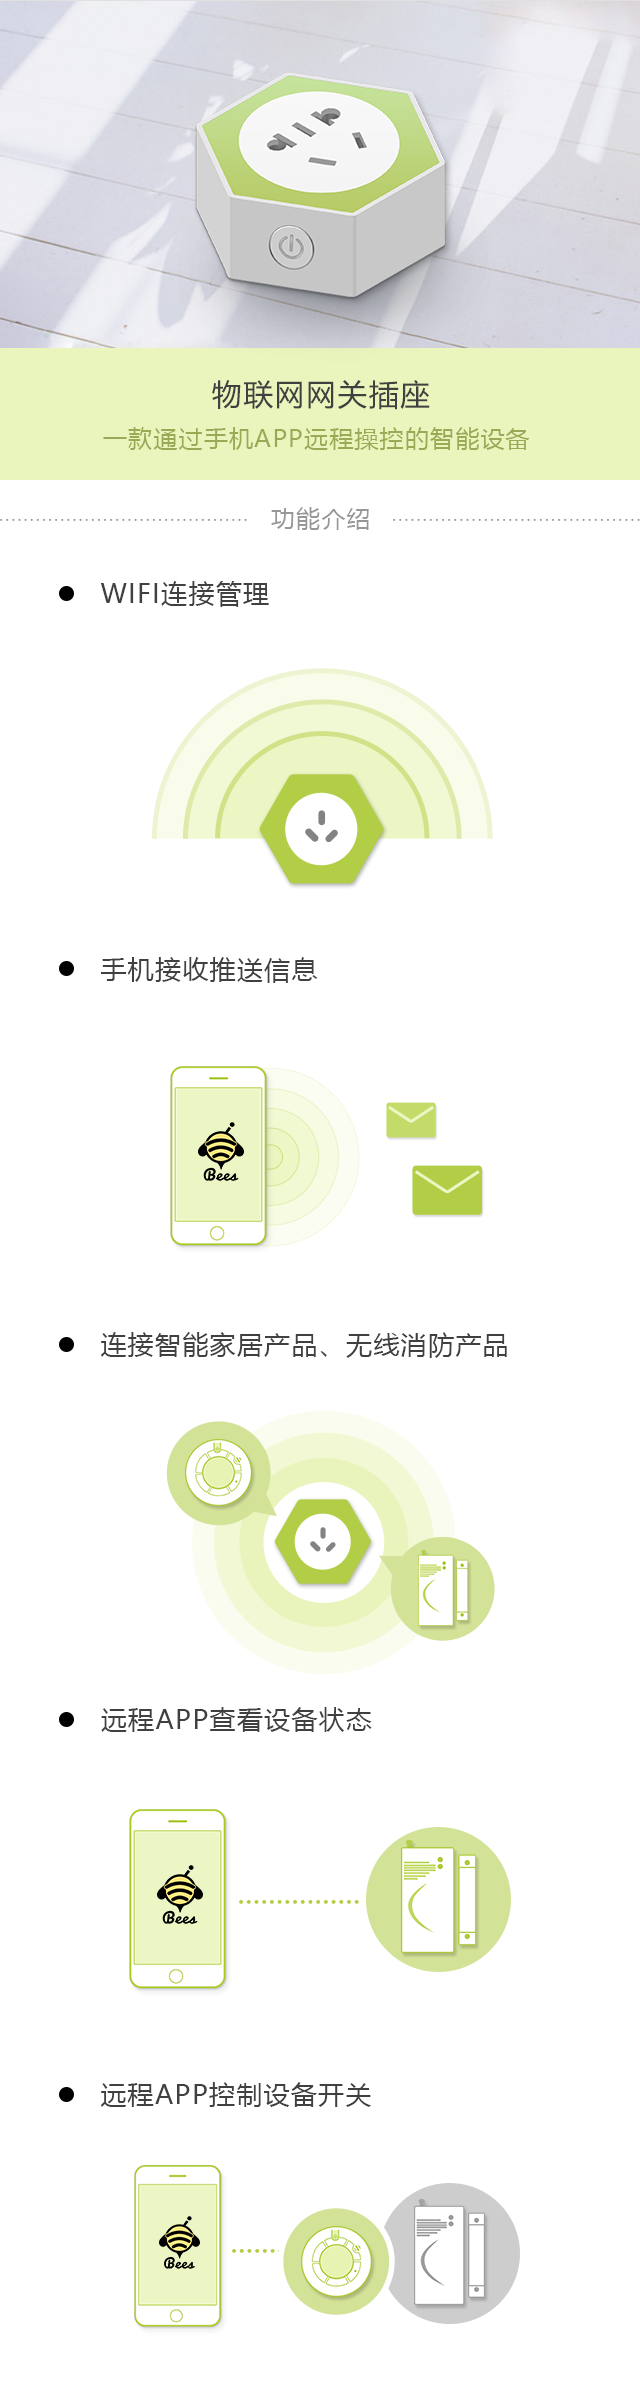 物联网网关插座
一款通过手机APP远程操控的智能设备
功能介绍
WIFI连接管理
手机接收推送信息
Bees
连接智能家居产品、无线消防产品
远程APP查看设备状态
Bees
远程APP控制设备开关
Bees